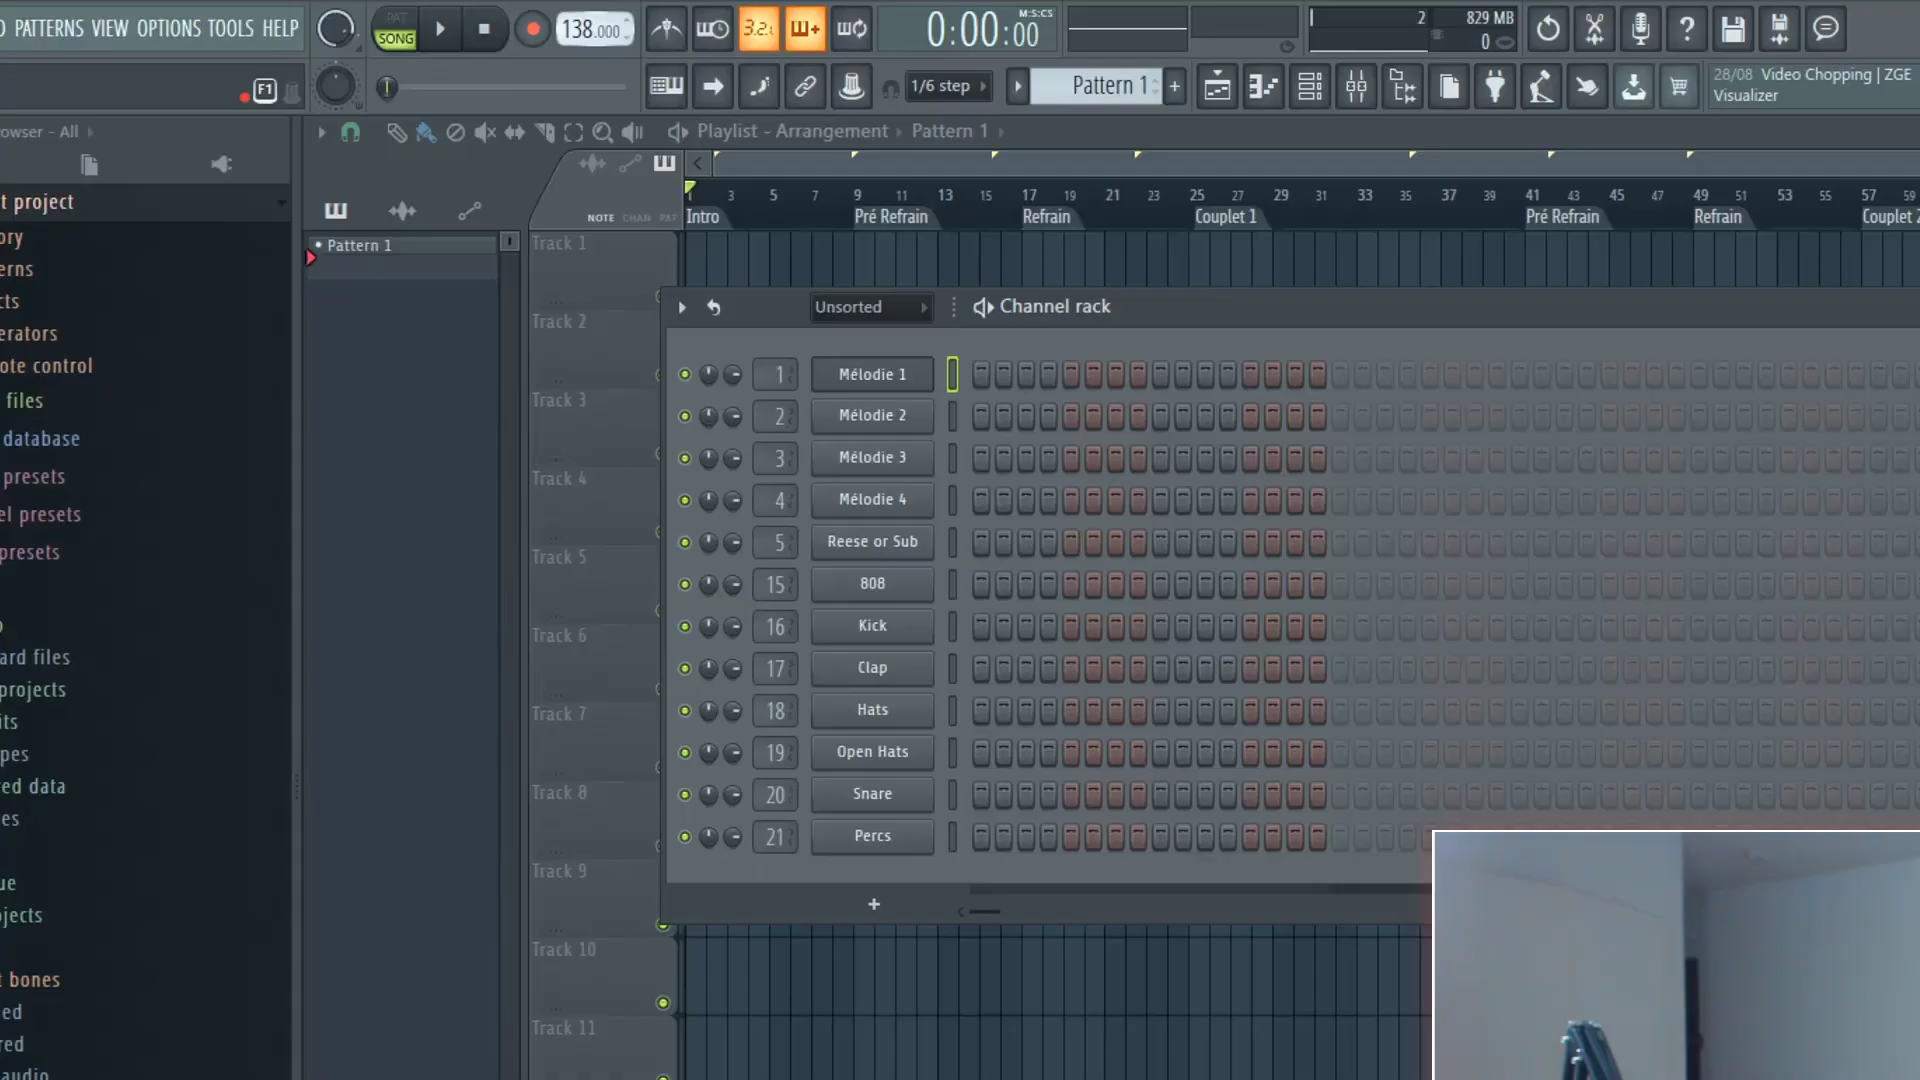 PATTERNS VIEW OPTIONS TOOLS HELP
PAT
SONG
138.000
3.2.
0:00:00
M:S:CS
2
829 MB
0
F1
1/6 step
Pattern 1
+
28/08 Video Chopping | ZGE
Visualizer
owser - All
Playlist - Arrangement › Pattern 1 ›
t project
ory
erns
cts
erators
ote control
files
database
presets
el presets
presets
ard files
projects
its
pes
red data
es
ue
ojects
t bones
ed
red
audio
Pattern 1
NOTE CHAN PAT
1 3 5 7 9 11 13 15 17 19 21 23 25 27 29 31 33 35 37 39 41 43 45 47 49 51 53 55 57 59
Intro Pré Refrain Refrain Couplet 1 Pré Refrain Refrain Couplet 2
Track 1
Track 2
Track 3
Track 4
Track 5
Track 6
Track 7
Track 8
Track 9
Track 10
Track 11
Unsorted
Channel rack
1 Mélodie 1
2 Mélodie 2
3 Mélodie 3
4 Mélodie 4
5 Reese or Sub
15 808
16 Kick
17 Clap
18 Hats
19 Open Hats
20 Snare
21 Percs
+